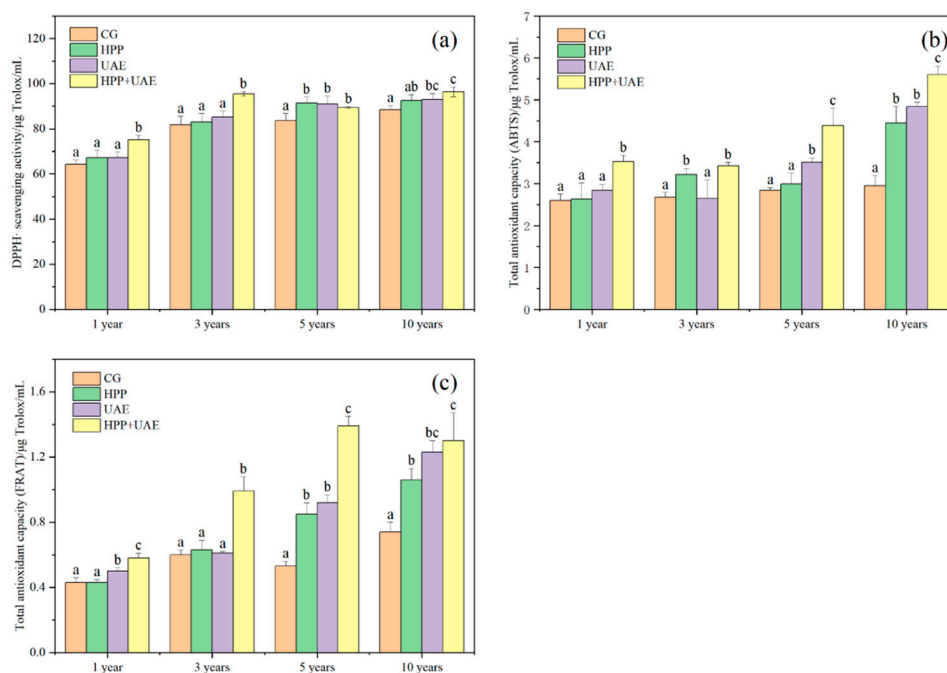 (a)
CG
HPP
UAE
HPP+UAE
DPPH· scavenging activity/μg Trolox/mL
120
100
80
60
40
20
0
a a a b
a a a b
a b b b
a ab bc c
1 year 3 years 5 years 10 years
(b)
CG
HPP
UAE
HPP+UAE
Total antioxidant capacity (ABTS)/μg Trolox/mL
7
6
5
4
3
2
1
0
a a a b
a b a b
a a b c
a b b c
1 year 3 years 5 years 10 years
(c)
CG
HPP
UAE
HPP+UAE
Total antioxidant capacity (FRAT)/μg Trolox/mL
1.6
1.2
0.8
0.4
0.0
a a b c
a a a b
a b b c
a b bc c
1 year 3 years 5 years 10 years